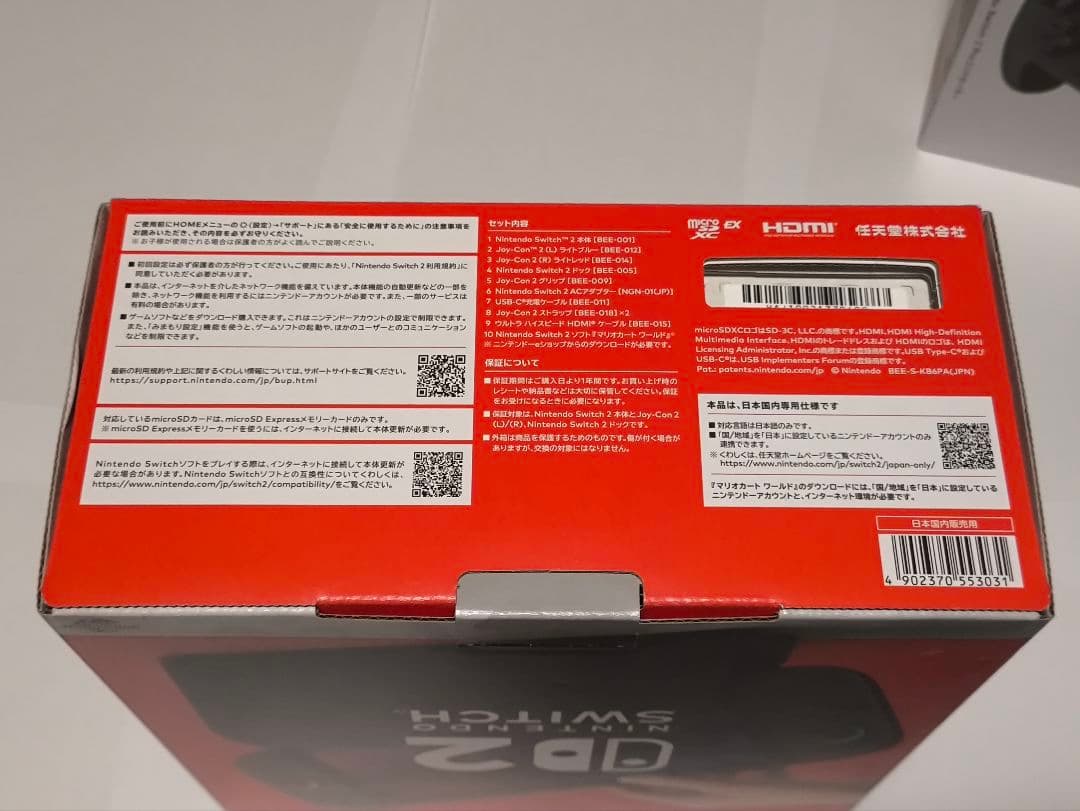 ご使用前にHOMEメニューの (設定)→「サポート」にある「安全に使用するために」の注意事項を
お読みいただき、その内容を必ずお守りください。
※ お子様が使用される場合は保護者の方がよく読んでご説明ください。
■ 初回設定は必ず保護者の方が行ってください。ご使用にあたり、「Nintendo Switch 2 利用規約」に
同意していただく必要があります。
■ 本品は、インターネットを介したネットワーク機能を備えています。本体機能の自動更新などの一部を
除き、ネットワーク機能を利用するにはニンテンドーアカウントが必要です。また、一部のサービスは
有料の場合があります。
■ ゲームソフトなどをダウンロード購入できます。これはニンテンドーアカウントの設定で制限できます。
また、「みまもり設定」機能を使うと、ゲームソフトの起動や、ほかのユーザーとのコミュニケーション
などを制限できます。
最新の利用規約や上記に関するくわしい情報については、サポートサイトをご覧ください。
https://support.nintendo.com/jp/bup.html
対応しているmicroSDカードは、microSD Expressメモリーカードのみです。
※ microSD Expressメモリーカードを使うには、インターネットに接続して本体更新が必要です。
Nintendo Switchソフトをプレイする際は、インターネットに接続して本体更新が
必要な場合があります。Nintendo Switchソフトとの互換性についてくわしくは、
https://www.nintendo.com/jp/switch2/compatibility/をご覧ください。
セット内容
1 Nintendo Switch™ 2 本体 [BEE-001]
2 Joy-Con™ 2 (L) ライトブルー [BEE-012]
3 Joy-Con 2 (R) ライトレッド [BEE-014]
4 Nintendo Switch 2 ドック [BEE-005]
5 Joy-Con 2 グリップ [BEE-009]
6 Nintendo Switch 2 ACアダプター [NGN-01(JP)]
7 USB-C®充電ケーブル [BEE-011]
8 Joy-Con 2 ストラップ [BEE-018]×2
9 ウルトラ ハイスピード HDMI® ケーブル [BEE-015]
10 Nintendo Switch 2 ソフト『マリオカート ワールド』※
※ ニンテンドーeショップからのダウンロードが必要です。
保証について
■ 保証期間はご購入日より1年間です。お買い上げ時の
レシートや納品書などは大切に保管してください。保証
をお受けになるときに必要になります。
■ 保証対象は、Nintendo Switch 2 本体とJoy-Con 2
(L)/(R)、Nintendo Switch 2 ドックです。
■ 外箱は商品を保護するためのものです。傷が付く場合が
ありますが、交換の対象にはなりません。
micro SD XC EX HDMI 任天堂株式会社
microSDXCロゴはSD-3C, LLC.の商標です。HDMI、HDMI High-Definition
Multimedia Interface、HDMIのトレードドレスおよび HDMIのロゴは、HDMI
Licensing Administrator, Inc.の商標または登録商標です。USB Type-C®および
USB-C®は、USB Implementers Forumの登録商標です。
Pat.: patents.nintendo.com/jp © Nintendo BEE-S-KB6PA(JPN)
本品は、日本国内専用仕様です
■ 対応言語は日本語のみです。
■ 「国/地域」を「日本」に設定しているニンテンドーアカウントのみ
連携できます。
※ くわしくは、任天堂ホームページをご覧ください。
https://www.nintendo.com/jp/switch2/japan-only/
『マリオカート ワールド』のダウンロードには、「国/地域」を「日本」に設定している
ニンテンドーアカウントと、インターネット環境が必要です。
日本国内販売用
4 902370 553031
NINTENDO
SWITCH
2